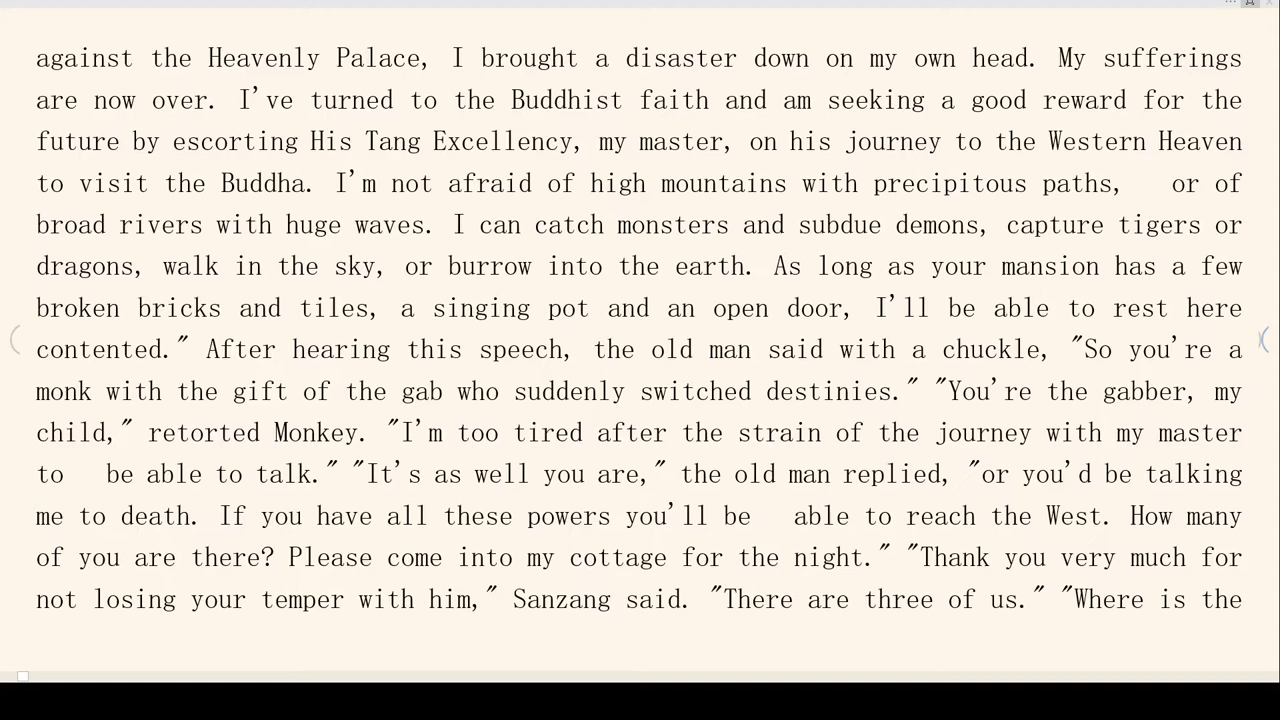 against the Heavenly Palace, I brought a disaster down on my own head. My sufferings
are now over. I've turned to the Buddhist faith and am seeking a good reward for the
future by escorting His Tang Excellency, my master, on his journey to the Western Heaven
to visit the Buddha. I'm not afraid of high mountains with precipitous paths, or of
broad rivers with huge waves. I can catch monsters and subdue demons, capture tigers or
dragons, walk in the sky, or burrow into the earth. As long as your mansion has a few
broken bricks and tiles, a singing pot and an open door, I'll be able to rest here
contented." After hearing this speech, the old man said with a chuckle, "So you're a
monk with the gift of the gab who suddenly switched destinies." "You're the gabber, my
child," retorted Monkey. "I'm too tired after the strain of the journey with my master
to be able to talk." "It's as well you are," the old man replied, "or you'd be talking
me to death. If you have all these powers you'll be able to reach the West. How many
of you are there? Please come into my cottage for the night." "Thank you very much for
not losing your temper with him," Sanzang said. "There are three of us." "Where is the